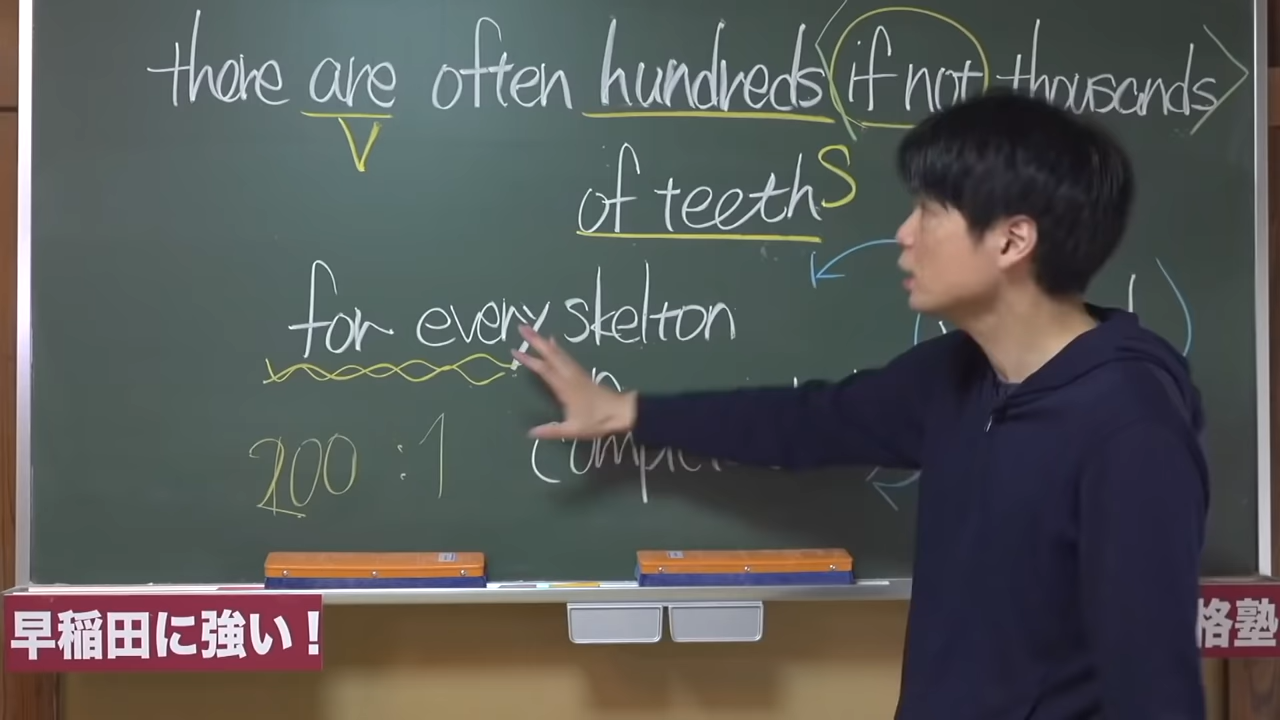 there are often hundreds if not thousands
V
of teeth S
for every skelton
200 : 1
早稲田に強い!
格塾